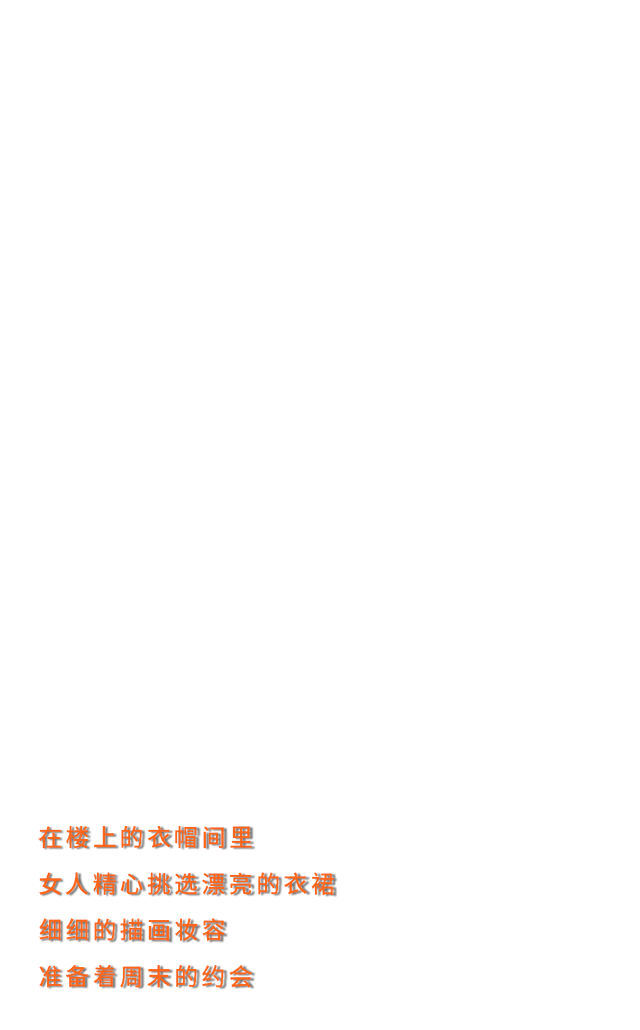 在楼上的衣帽间里
女人精心挑选漂亮的衣裙
细细的描画妆容
准备着周末的约会